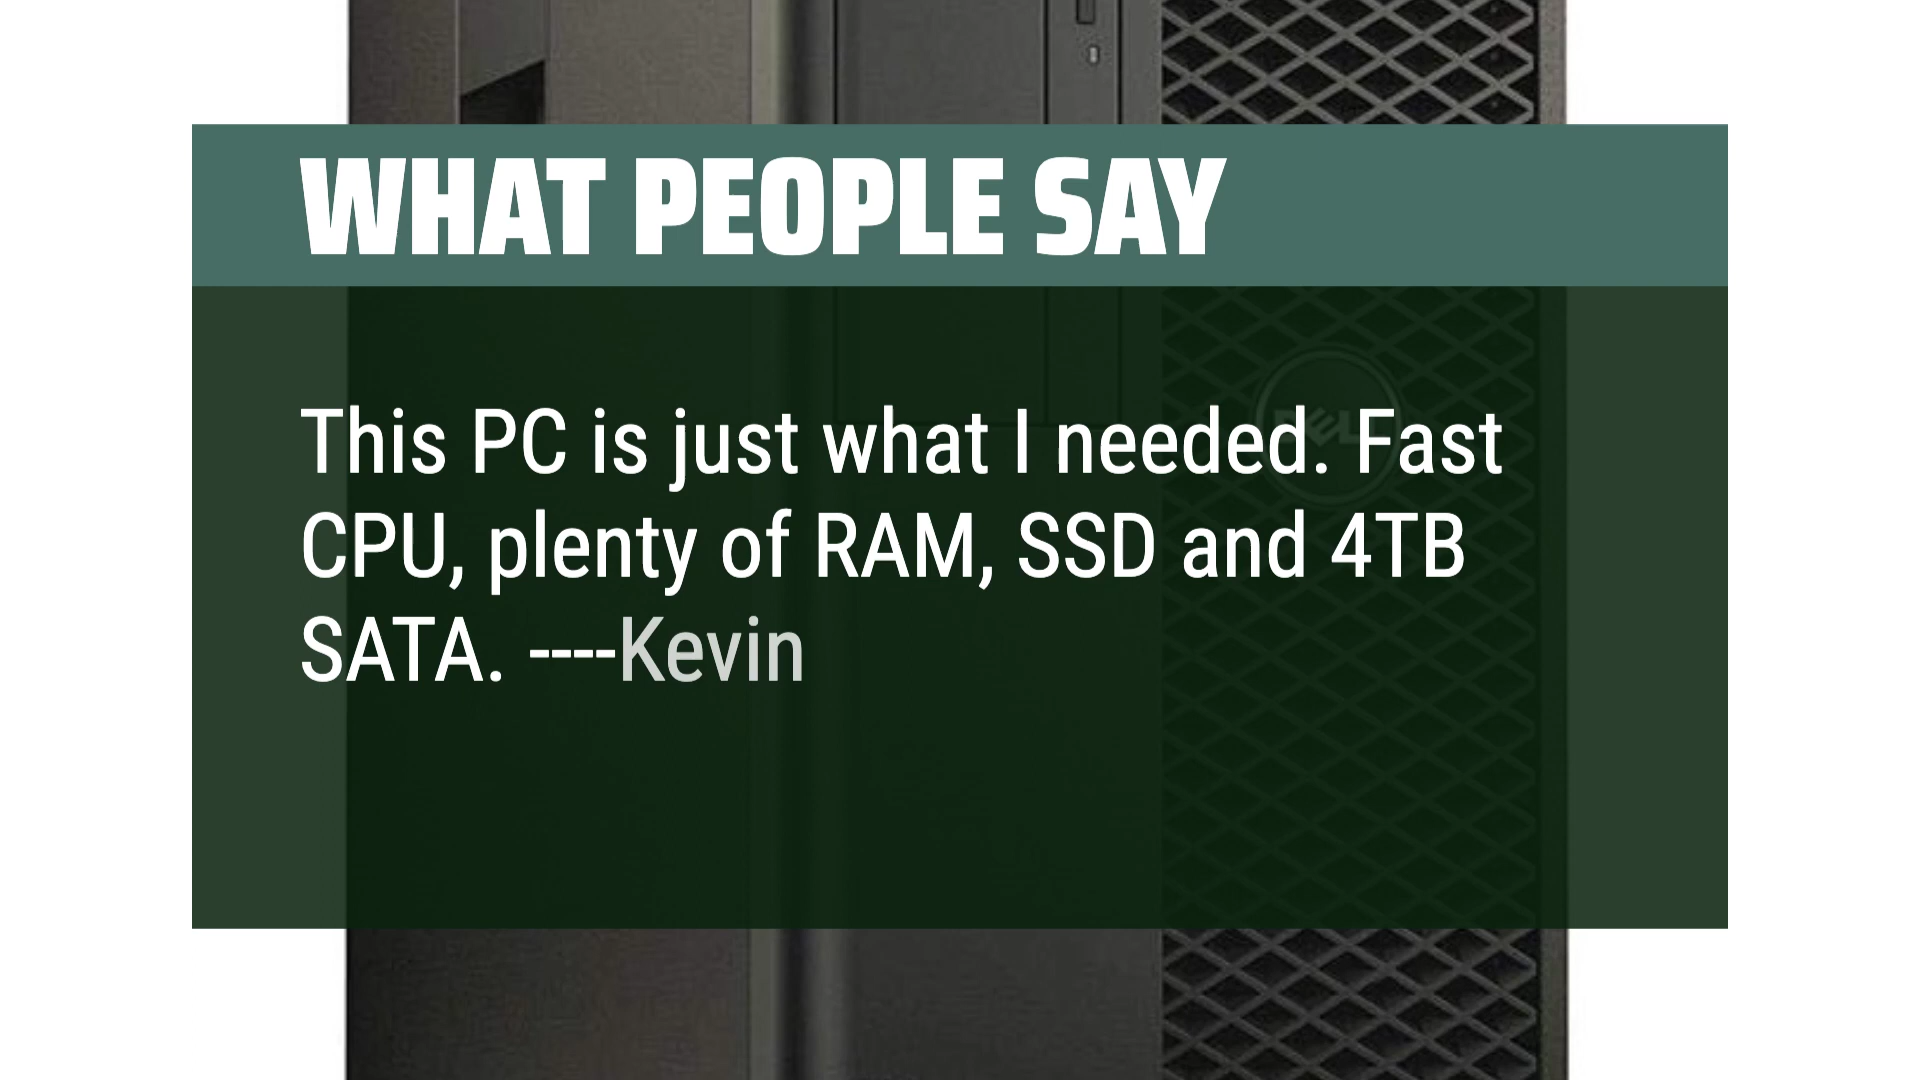 WHAT PEOPLE SAY
This PC is just what I needed. Fast
CPU, plenty of RAM, SSD and 4TB
SATA. ----Kevin
DELL